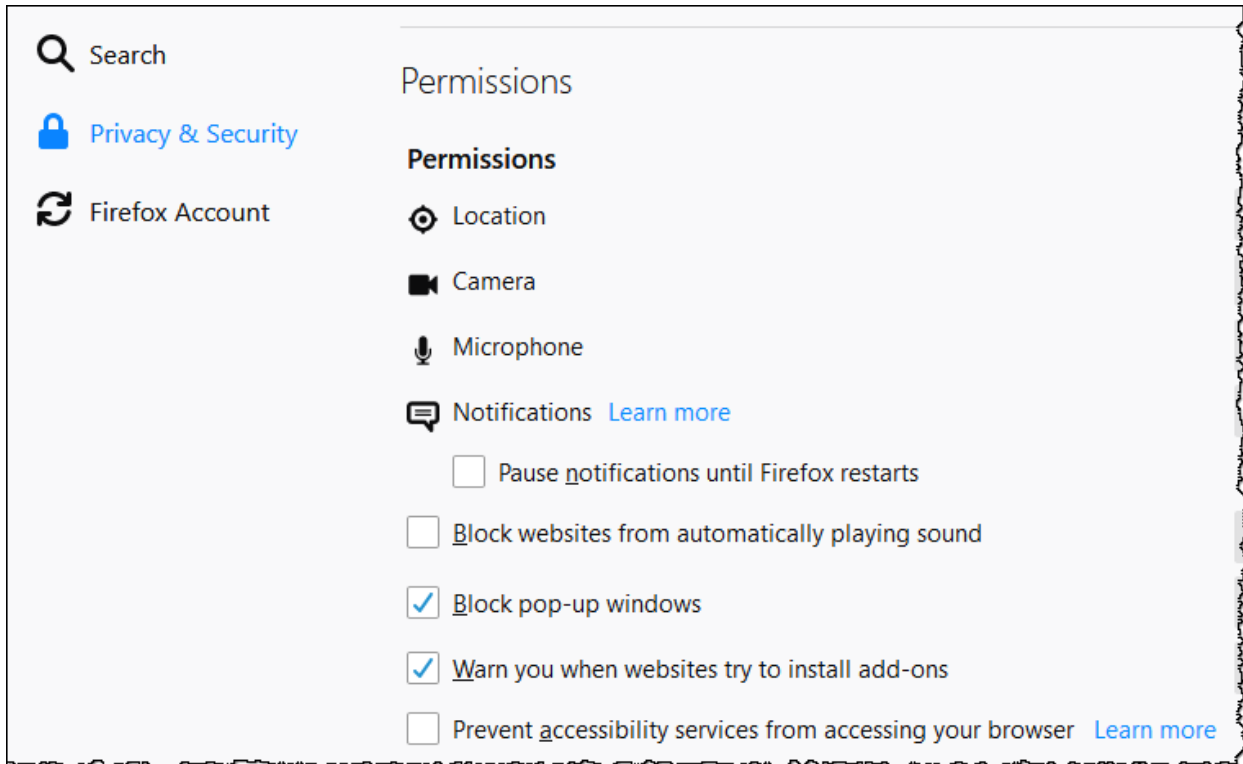 Search
Privacy & Security
Firefox Account
Permissions
Permissions
Location
Camera
Microphone
Notifications Learn more
Pause notifications until Firefox restarts
Block websites from automatically playing sound
Block pop-up windows
Warn you when websites try to install add-ons
Prevent accessibility services from accessing your browser Learn more